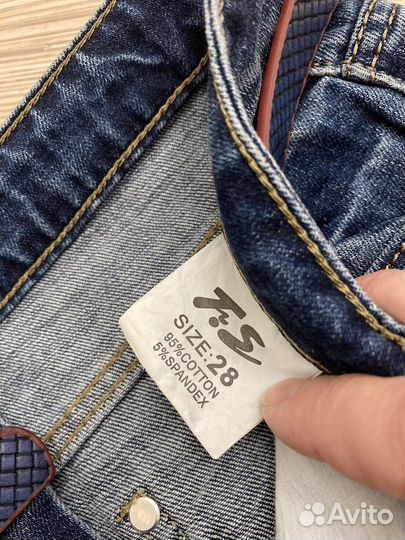 F.S
SIZE:28
95%COTTON
5%SPANDEX
Avito